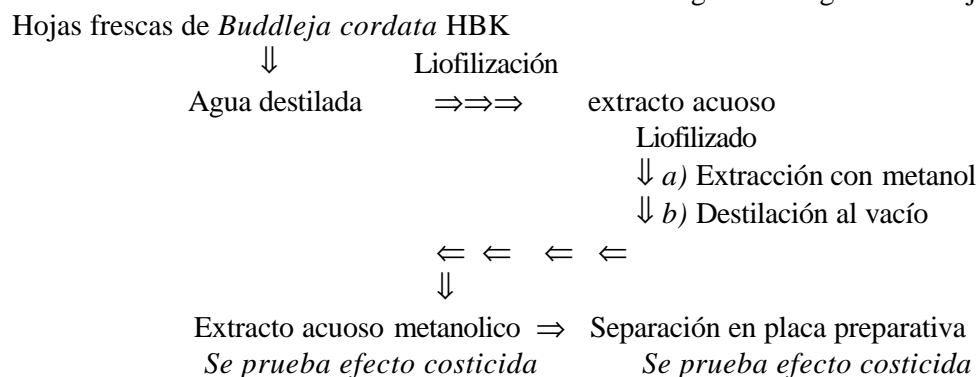 Hojas frescas de Buddleja cordata HBK
⇓ Liofilización
Agua destilada ⇒⇒⇒ extracto acuoso
Liofilizado
⇓ a) Extracción con metanol
⇓ b) Destilación al vacío
⇐ ⇐ ⇐ ⇐
⇓
Extracto acuoso metanolico ⇒ Separación en placa preparativa
Se prueba efecto costicida Se prueba efecto costicida